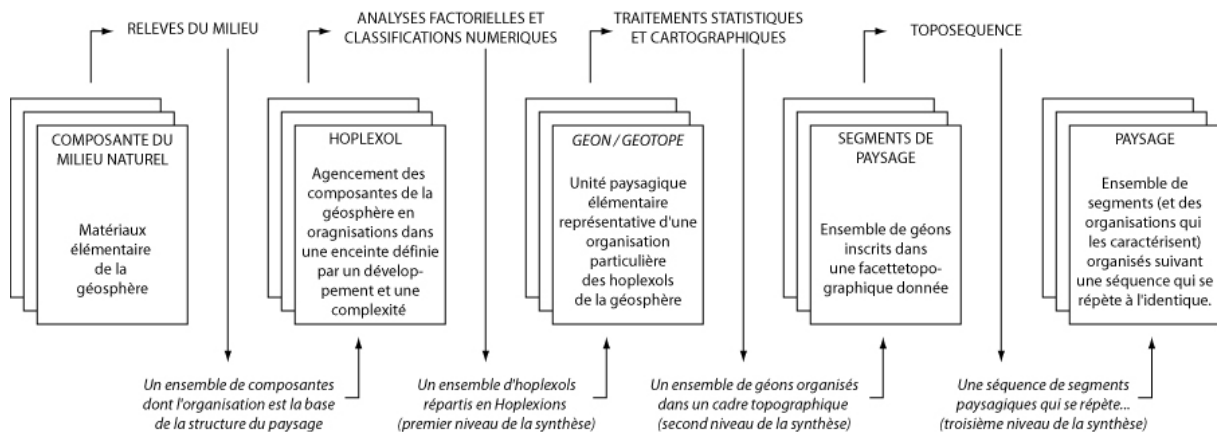 RELEVES DU MILIEU
ANALYSES FACTORIELLES ET
CLASSIFICATIONS NUMERIQUES
TRAITEMENTS STATISTIQUES
ET CARTOGRAPHIQUES
TOPOSEQUENCE
COMPOSANTE DU
MILIEU NATUREL
Matériaux
élémentaire
de la
géosphère
HOPLEXOL
Agencement des
composantes de la
géosphère en
oragnisations dans
une enceinte définie
par un dévelop-
pement et une
complexité
GEON / GEOTOPE
Unité paysagique
élémentaire
représentative d'une
organisation
particulière
des hoplexols
de la géosphère
SEGMENTS DE
PAYSAGE
Ensemble de géons
inscrits dans
une facettetopo-
graphique donnée
PAYSAGE
Ensemble de
segments (et des
organisations qui
les caractérisent)
organisés suivant
une séquence qui se
répète à l'identique.
Un ensemble de composantes
dont l'organisation est la base
de la structure du paysage
Un ensemble d'hoplexols
répartis en Hoplexions
(premier niveau de la synthèse)
Un ensemble de géons organisés
dans un cadre topographique
(second niveau de la synthèse)
Une séquence de segments
paysagiques qui se répète...
(troisième niveau de la synthèse)